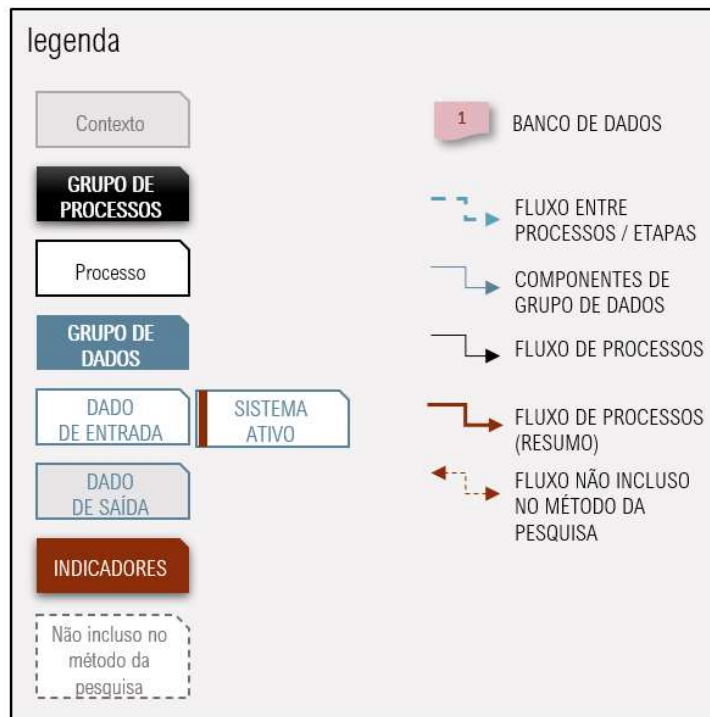 legenda
Contexto
GRUPO DE
PROCESSOS
Processo
GRUPO DE
DADOS
DADO
DE ENTRADA
SISTEMA
ATIVO
DADO
DE SAÍDA
INDICADORES
Não incluso no
método da
pesquisa
1
BANCO DE DADOS
FLUXO ENTRE
PROCESSOS / ETAPAS
COMPONENTES DE
GRUPO DE DADOS
FLUXO DE PROCESSOS
FLUXO DE PROCESSOS
(RESUMO)
FLUXO NÃO INCLUSO
NO MÉTODO DA
PESQUISA